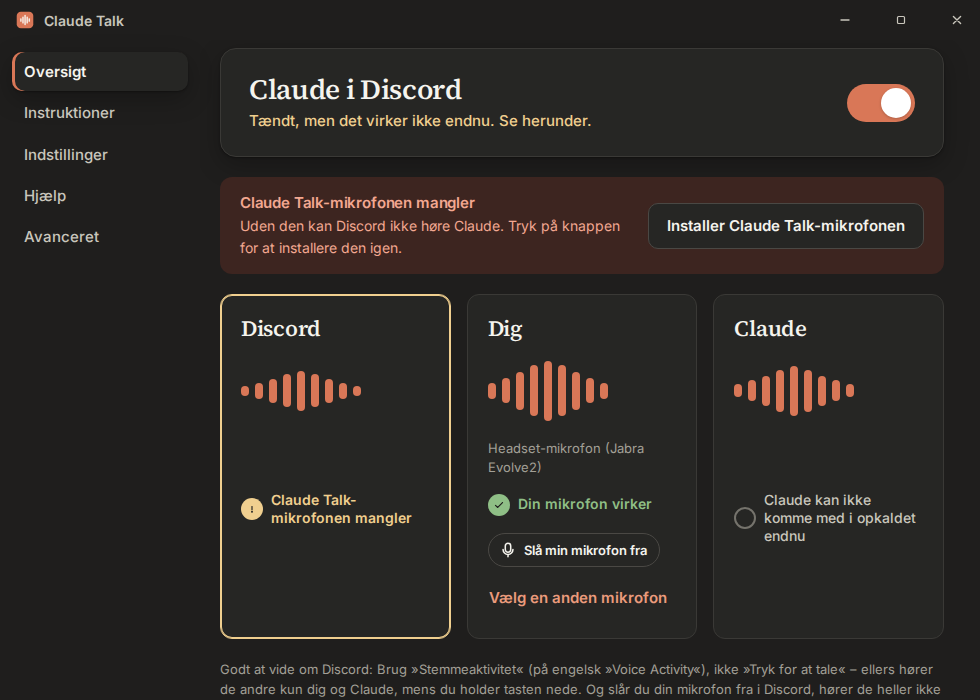 Claude Talk
Oversigt
Instruktioner
Indstillinger
Hjælp
Avanceret
Claude i Discord
Tændt, men det virker ikke endnu. Se herunder.
Claude Talk-mikrofonen mangler
Uden den kan Discord ikke høre Claude. Tryk på knappen
for at installere den igen.
Installer Claude Talk-mikrofonen
Discord
Claude Talk-
mikrofonen mangler
Dig
Headset-mikrofon (Jabra
Evolve2)
Din mikrofon virker
Slå min mikrofon fra
Vælg en anden mikrofon
Claude
Claude kan ikke
komme med i opkaldet
endnu
Godt at vide om Discord: Brug »Stemmeaktivitet« (på engelsk »Voice Activity«), ikke »Tryk for at tale« – ellers hører
de andre kun dig og Claude, mens du holder tasten nede. Og slår du din mikrofon fra i Discord, hører de heller ikke